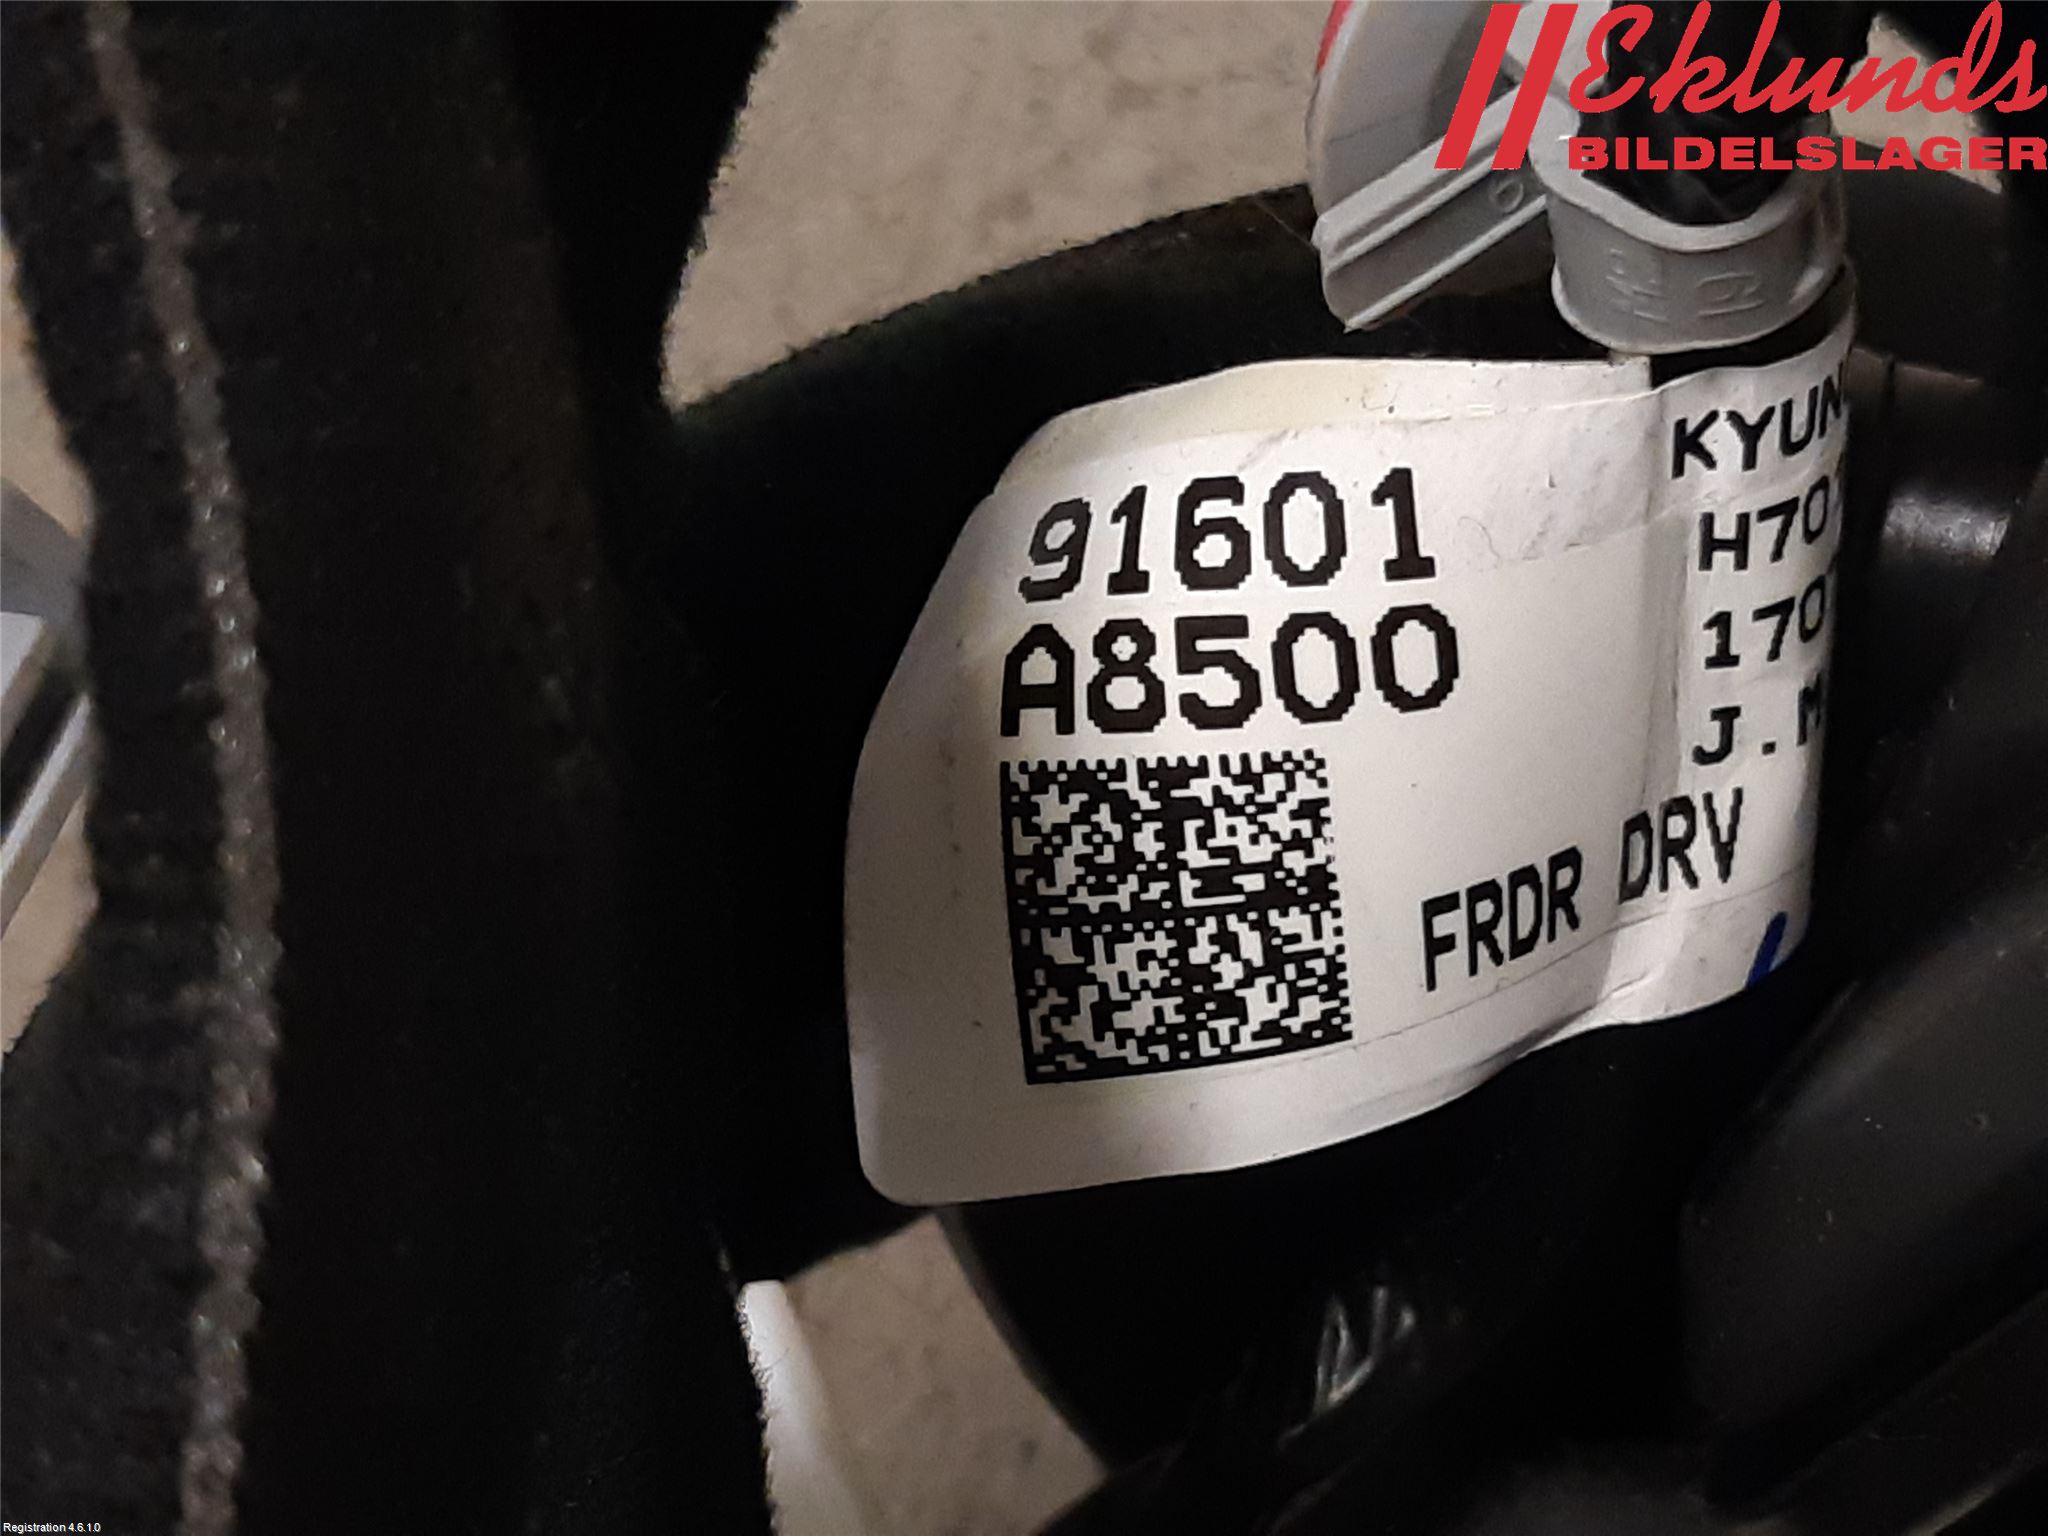 Eklunds
BILDELSLAGER
91601
A8500
FRDR DRV
KYUN
H70
170
J.M
Registration 4.6.1.0